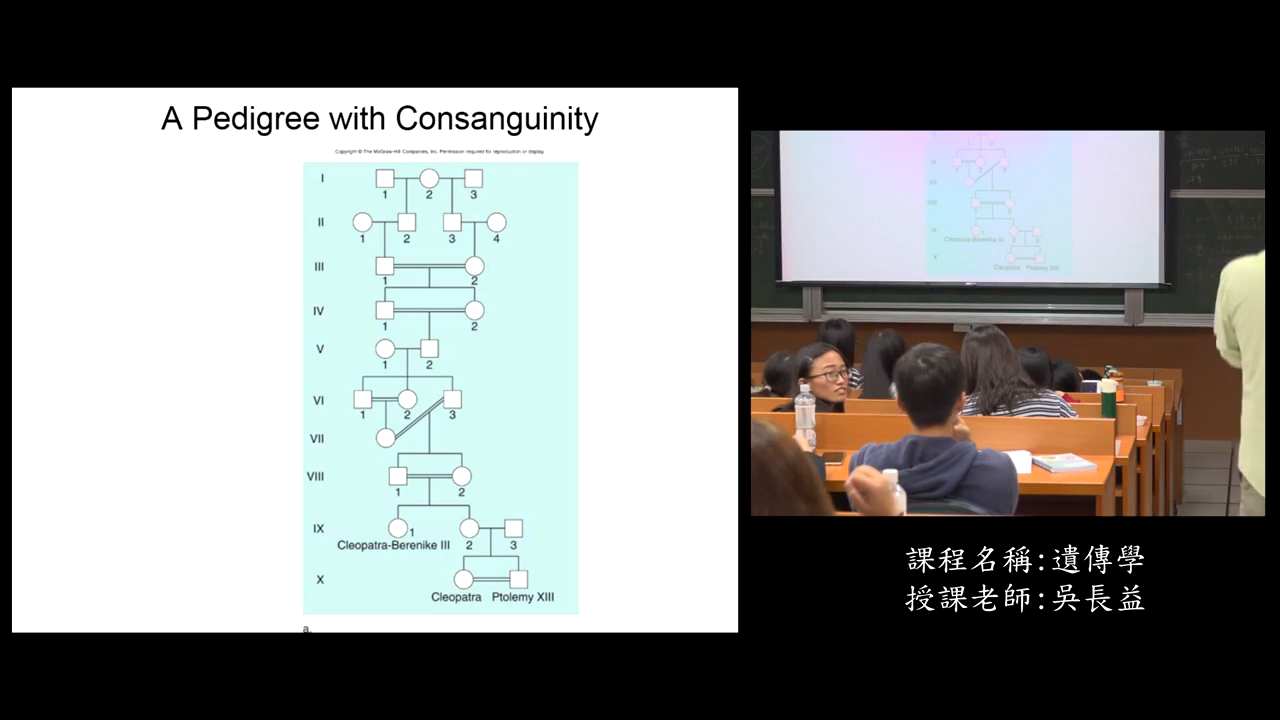 A Pedigree with Consanguinity
Copyright © The McGraw-Hill Companies, Inc. Permission required for reproduction or display.
I
1 2 3
II
1 2 3 4
III
1 2
IV
1 2
V
1 2
VI
1 2 3
VII
VIII
1 2
IX
1
Cleopatra-Berenike III 2 3
X
Cleopatra Ptolemy XIII
a.
課程名稱:遺傳學
授課老師:吳長益